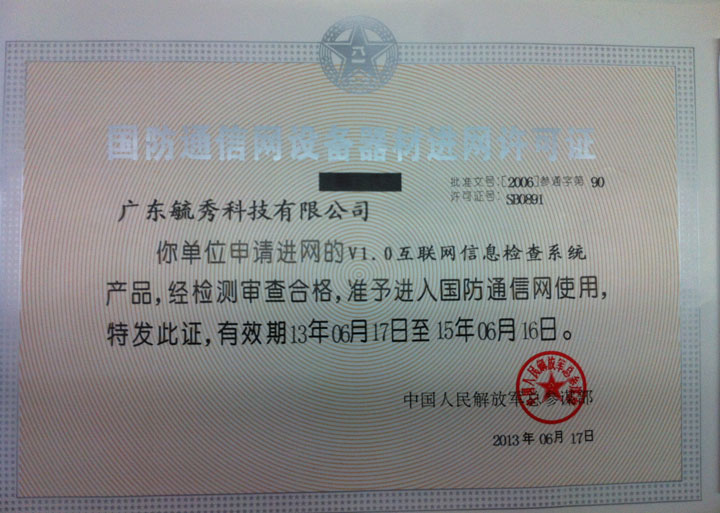 八一
国防通信网设备器材进网许可证
批准文号:[2006]参通字第 90
许可证号: SB0891
广东毓秀科技有限公司
你单位申请进网的V1.0互联网信息检查系统
产品,经检测审查合格,准予进入国防通信网使用,
特发此证,有效期13年06月17日至15年06月16日。
中国人民解放军总参谋部
2013 年 06月 17日